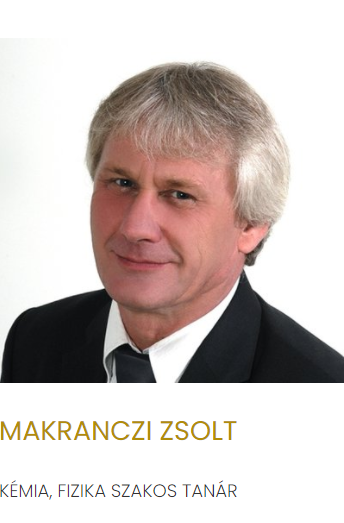 MAKRANCZI ZSOLT
KÉMIA, FIZIKA SZAKOS TANÁR